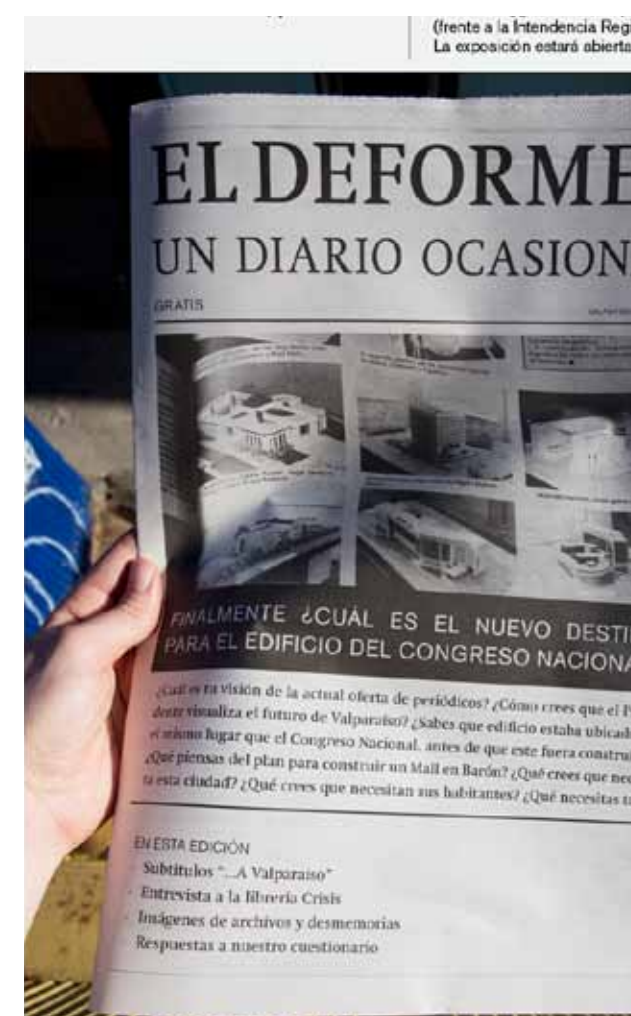 (frente a la Intendencia Reg
La exposición estará abierta
EL DEFORME
UN DIARIO OCASION
GRATIS
FINALMENTE ¿CUÁL ES EL NUEVO DESTI
PARA EL EDIFICIO DEL CONGRESO NACIONA
¿Cuál es tu visión de la actual oferta de periódicos? ¿Cómo crees que el P
dente visualiza el futuro de Valparaíso? ¿Sabes que edificio estaba ubicad
el mismo lugar que el Congreso Nacional, antes de que este fuera constru
¿Qué piensas del plan para construir un Mall en Barón? ¿Qué crees que nec
ta esta ciudad? ¿Qué crees que necesitan sus habitantes? ¿Qué necesitas t
EN ESTA EDICIÓN
· Subtítulos "...A Valparaíso"
· Entrevista a la librería Crisis
· Imágenes de archivos y desmemorias
· Respuestas a nuestro cuestionario